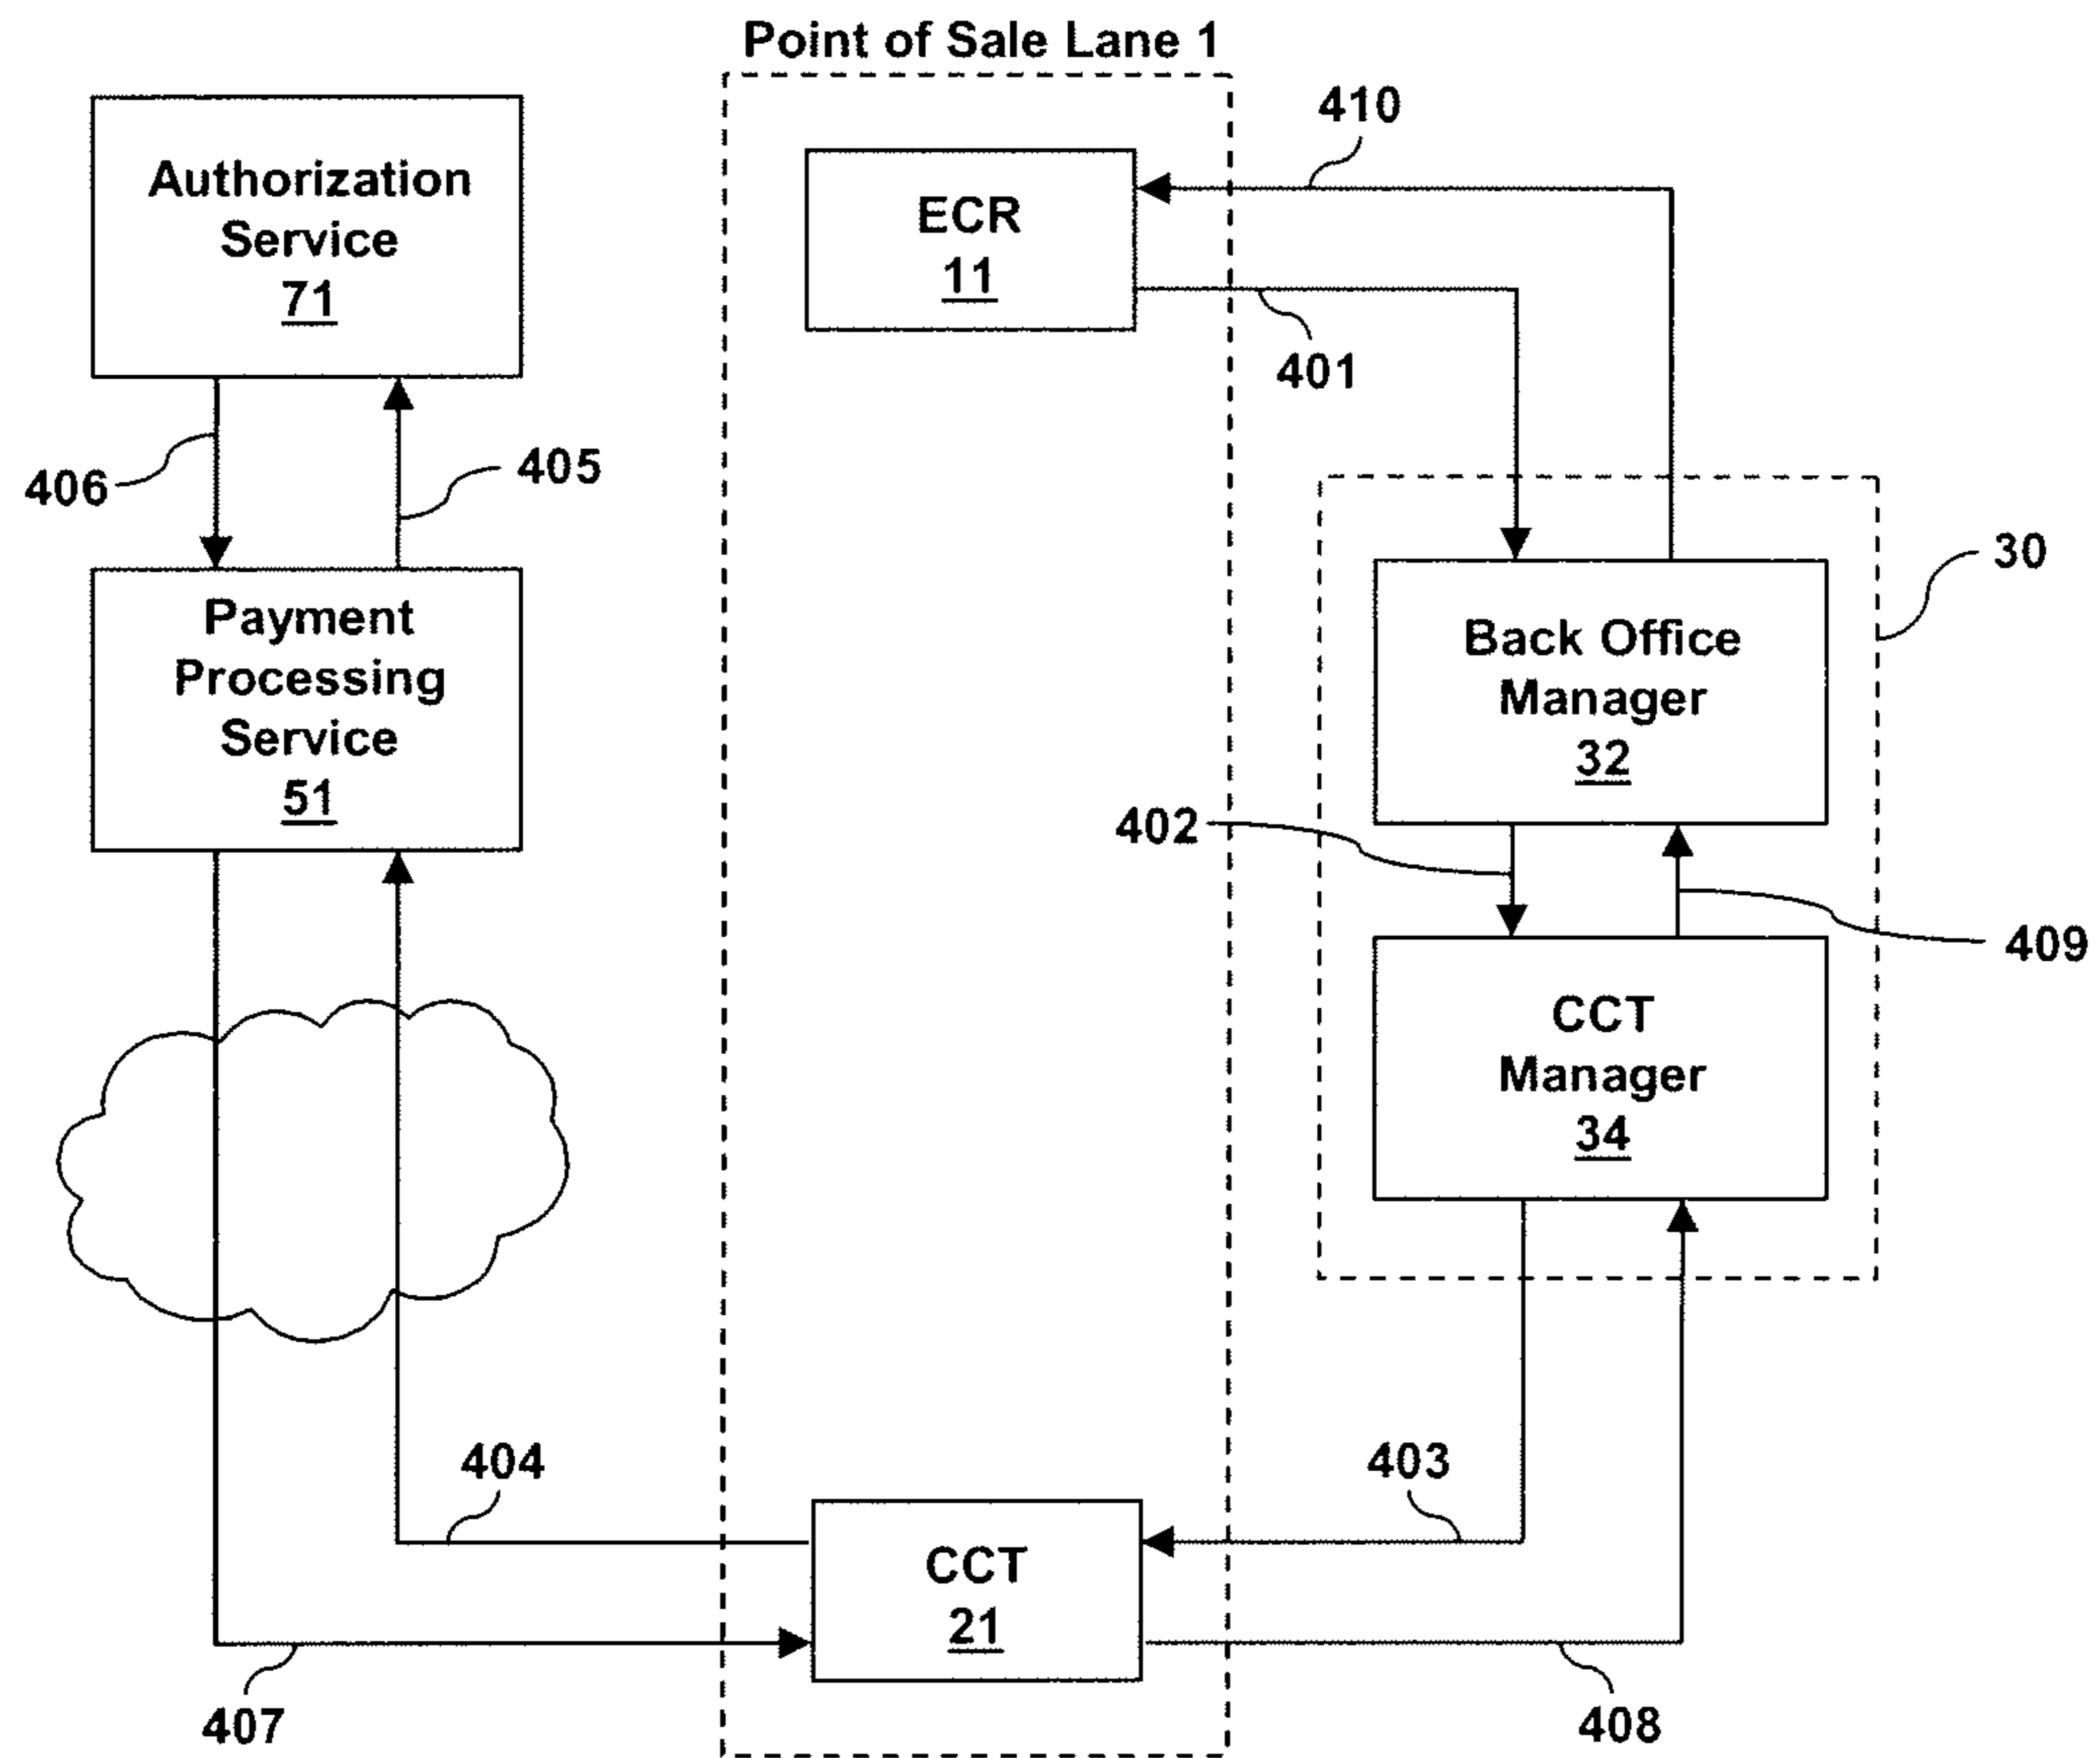 Point of Sale Lane 1
Authorization
Service
71
ECR
11
410
401
406
405
Payment
Processing
Service
51
30
Back Office
Manager
32
402
409
CCT
Manager
34
404
403
CCT
21
407
408